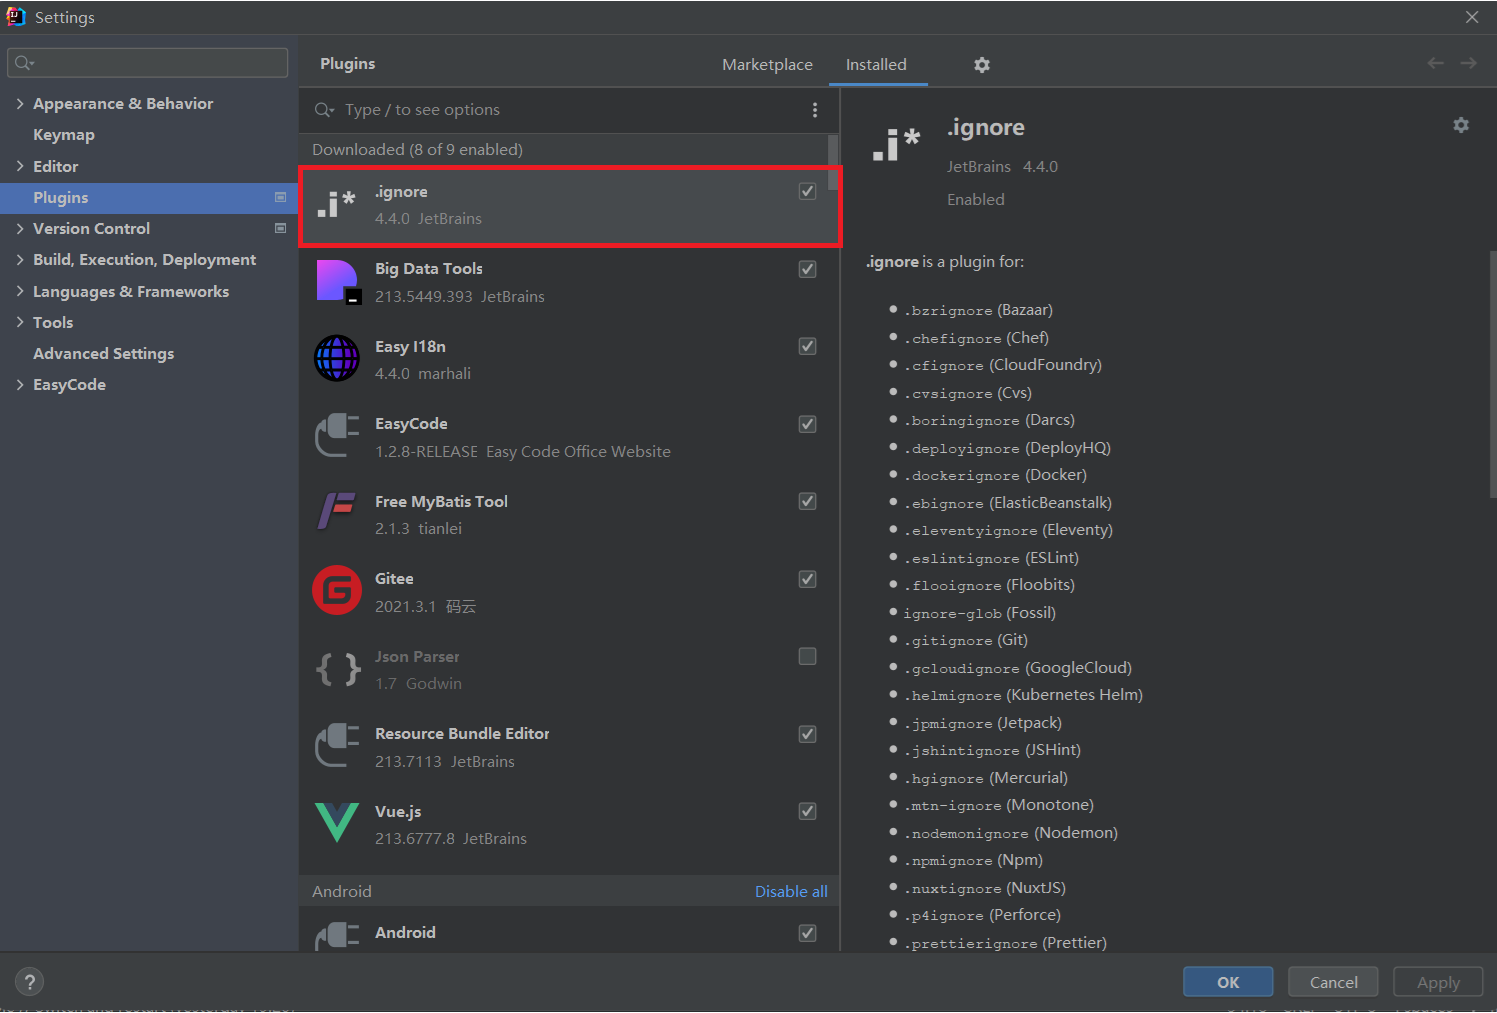 Settings
Appearance & Behavior
Keymap
Editor
Plugins
Version Control
Build, Execution, Deployment
Languages & Frameworks
Tools
Advanced Settings
EasyCode
Plugins
Marketplace
Installed
Type / to see options
Downloaded (8 of 9 enabled)
.i* .ignore
4.4.0 JetBrains
Big Data Tools
213.5449.393 JetBrains
Easy I18n
4.4.0 marhali
EasyCode
1.2.8-RELEASE Easy Code Office Website
Free MyBatis Tool
2.1.3 tianlei
Gitee
2021.3.1 码云
Json Parser
1.7 Godwin
Resource Bundle Editor
213.7113 JetBrains
Vue.js
213.6777.8 JetBrains
Android Disable all
Android
.i* .ignore
JetBrains 4.4.0
Enabled
.ignore is a plugin for:
.bzrignore (Bazaar)
.chefignore (Chef)
.cfignore (CloudFoundry)
.cvsignore (Cvs)
.boringignore (Darcs)
.deployignore (DeployHQ)
.dockerignore (Docker)
.ebignore (ElasticBeanstalk)
.eleventyignore (Eleventy)
.eslintignore (ESLint)
.flooignore (Floobits)
ignore-glob (Fossil)
.gitignore (Git)
.gcloudignore (GoogleCloud)
.helmignore (Kubernetes Helm)
.jpmignore (Jetpack)
.jshintignore (JSHint)
.hgignore (Mercurial)
.mtn-ignore (Monotone)
.nodemonignore (Nodemon)
.npmignore (Npm)
.nuxtignore (NuxtJS)
.p4ignore (Perforce)
.prettierignore (Prettier)
?
OK
Cancel
Apply